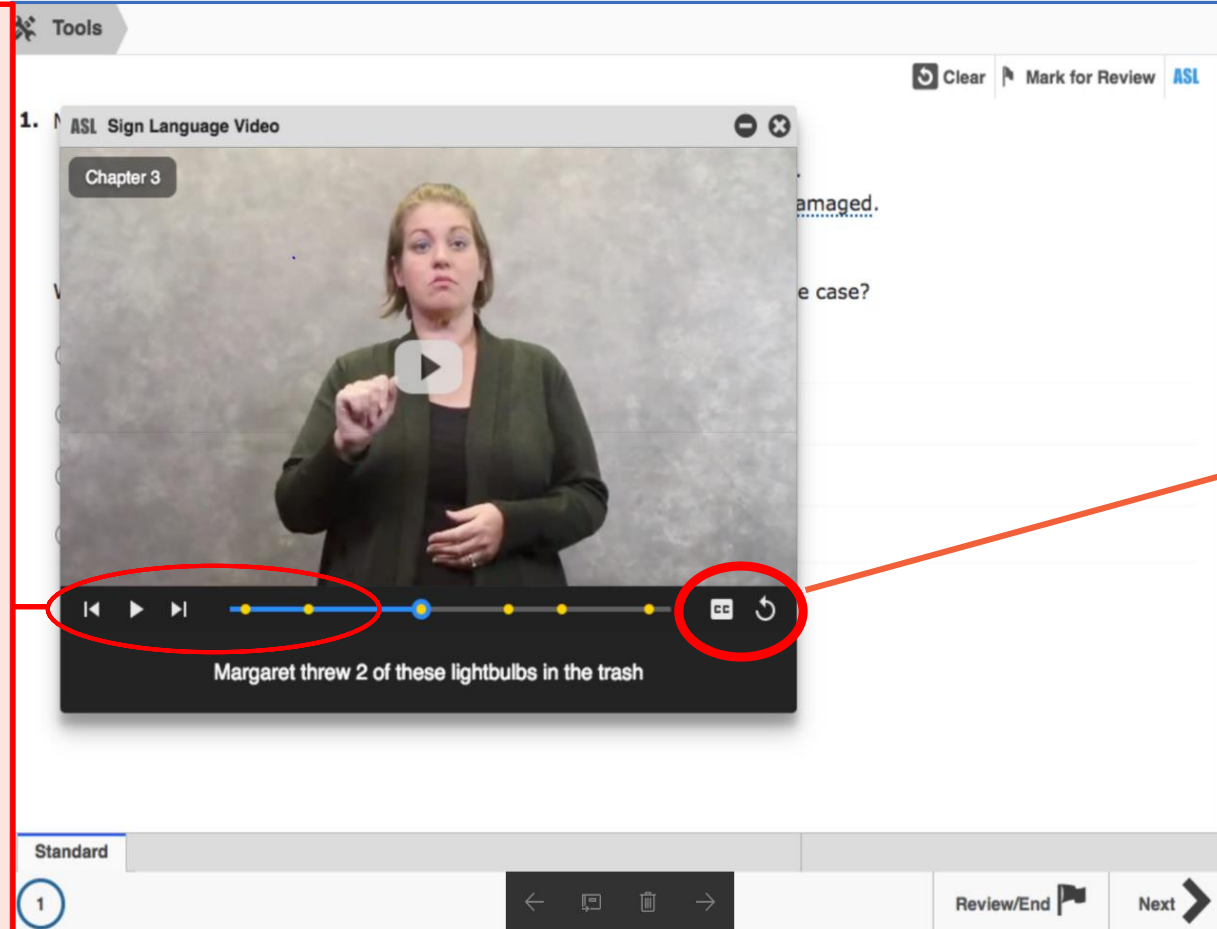 Tools
Clear Mark for Review ASL
1.
ASL Sign Language Video
Chapter 3
.
amaged.
e case?
CC
Margaret threw 2 of these lightbulbs in the trash
Standard
1 Review/End Next